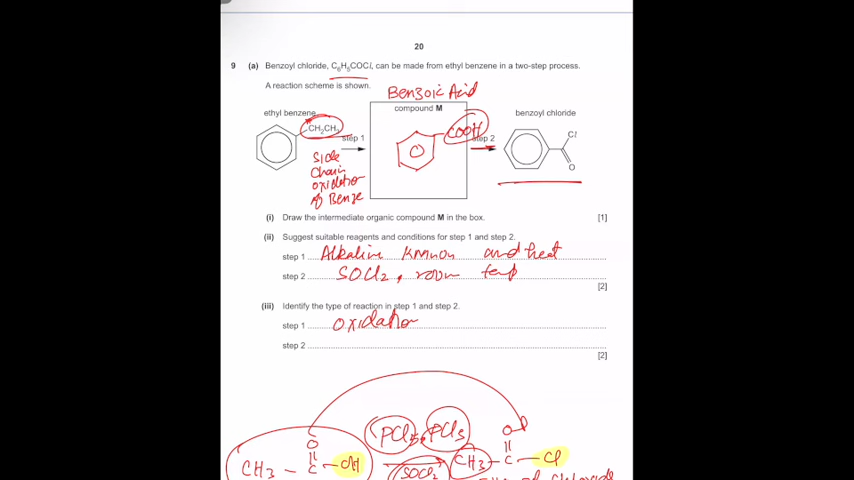 20
9 (a) Benzoyl chloride, C6H5COCl, can be made from ethyl benzene in a two-step process.
A reaction scheme is shown.
Benzoic Acid
ethyl benzene
compound M
benzoyl chloride
CH2CH3
step 1
COOH
step 2
Cl
O
Side
Chain
oxidation
of Benze
(i) Draw the intermediate organic compound M in the box. [1]
(ii) Suggest suitable reagents and conditions for step 1 and step 2.
step 1 Alkaline KMnO4 and heat
step 2 SOCl2, room temp
[2]
(iii) Identify the type of reaction in step 1 and step 2.
step 1 oxidation
step 2
[2]
PCl5, PCl3
O
O
CH3 - C - OH
SOCl2
CH3 - C - Cl